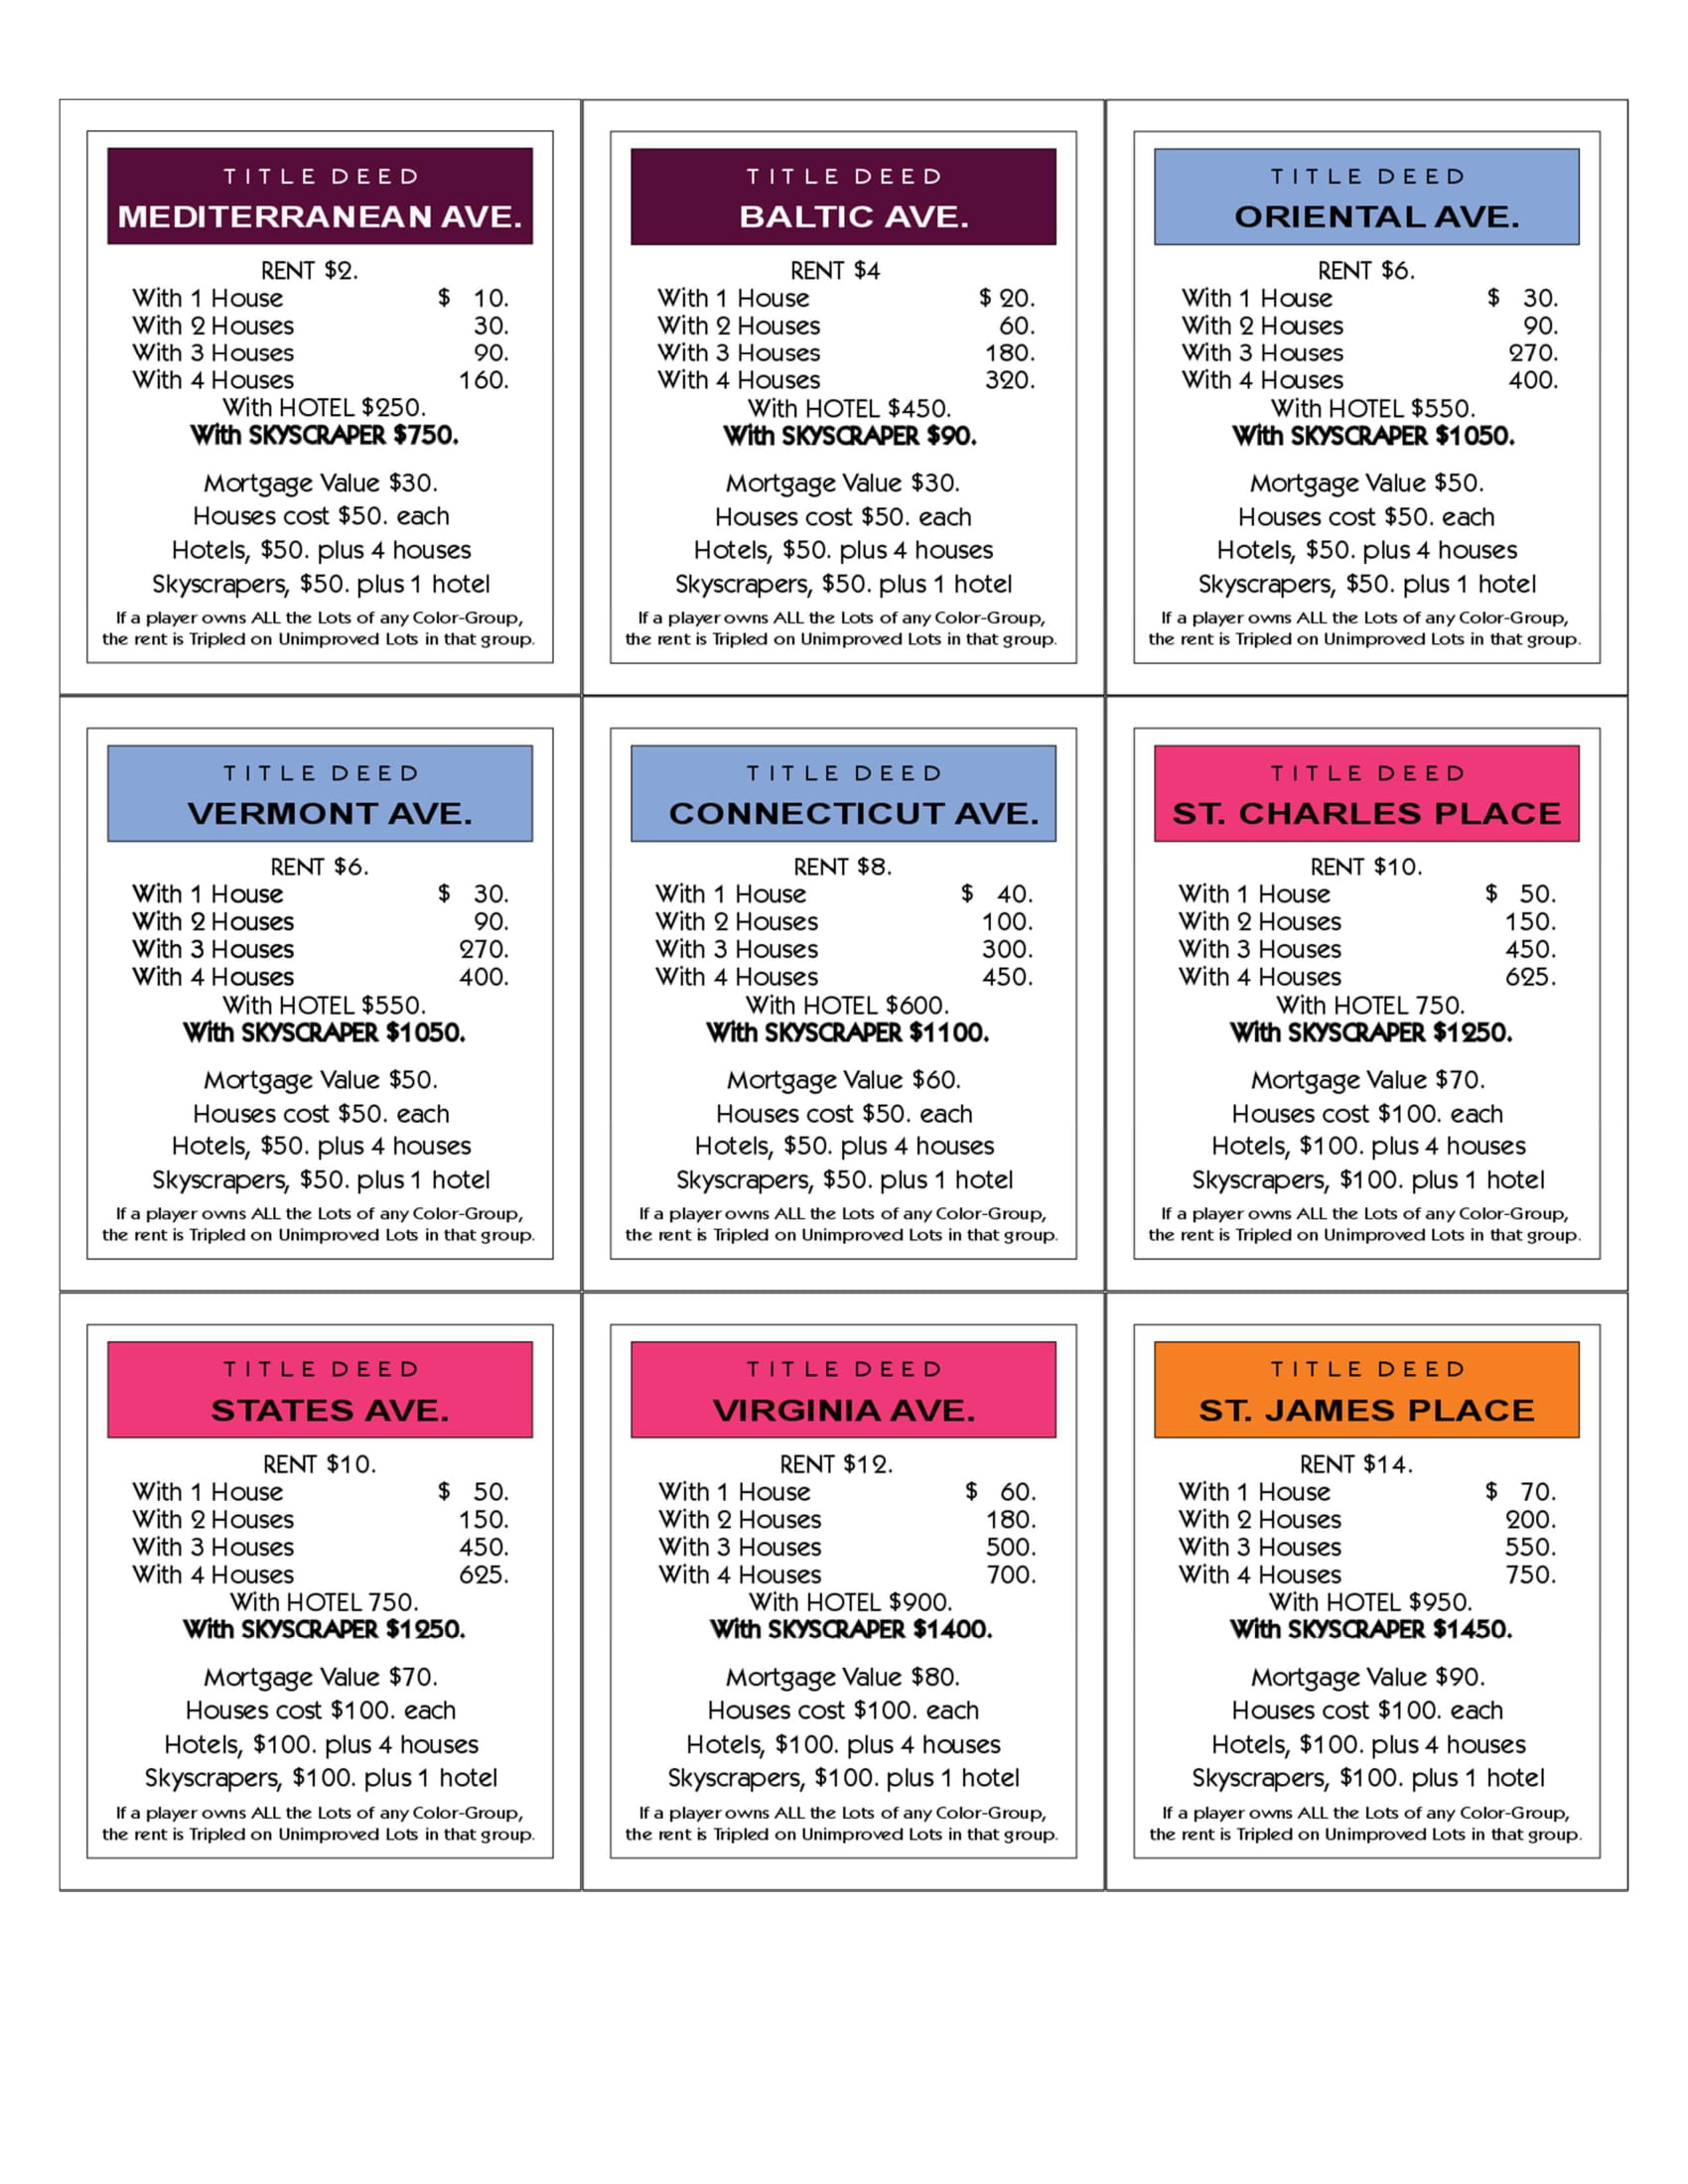 TITLE DEED
MEDITERRANEAN AVE.
RENT $2.
With 1 House $ 10.
With 2 Houses 30.
With 3 Houses 90.
With 4 Houses 160.
With HOTEL $250.
With SKYSCRAPER $750.
Mortgage Value $30.
Houses cost $50. each
Hotels, $50. plus 4 houses
Skyscrapers, $50. plus 1 hotel
If a player owns ALL the Lots of any Color-Group,
the rent is Tripled on Unimproved Lots in that group.
TITLE DEED
BALTIC AVE.
RENT $4
With 1 House $ 20.
With 2 Houses 60.
With 3 Houses 180.
With 4 Houses 320.
With HOTEL $450.
With SKYSCRAPER $90.
Mortgage Value $30.
Houses cost $50. each
Hotels, $50. plus 4 houses
Skyscrapers, $50. plus 1 hotel
If a player owns ALL the Lots of any Color-Group,
the rent is Tripled on Unimproved Lots in that group.
TITLE DEED
ORIENTAL AVE.
RENT $6.
With 1 House $ 30.
With 2 Houses 90.
With 3 Houses 270.
With 4 Houses 400.
With HOTEL $550.
With SKYSCRAPER $1050.
Mortgage Value $50.
Houses cost $50. each
Hotels, $50. plus 4 houses
Skyscrapers, $50. plus 1 hotel
If a player owns ALL the Lots of any Color-Group,
the rent is Tripled on Unimproved Lots in that group.
TITLE DEED
VERMONT AVE.
RENT $6.
With 1 House $ 30.
With 2 Houses 90.
With 3 Houses 270.
With 4 Houses 400.
With HOTEL $550.
With SKYSCRAPER $1050.
Mortgage Value $50.
Houses cost $50. each
Hotels, $50. plus 4 houses
Skyscrapers, $50. plus 1 hotel
If a player owns ALL the Lots of any Color-Group,
the rent is Tripled on Unimproved Lots in that group.
TITLE DEED
CONNECTICUT AVE.
RENT $8.
With 1 House $ 40.
With 2 Houses 100.
With 3 Houses 300.
With 4 Houses 450.
With HOTEL $600.
With SKYSCRAPER $1100.
Mortgage Value $60.
Houses cost $50. each
Hotels, $50. plus 4 houses
Skyscrapers, $50. plus 1 hotel
If a player owns ALL the Lots of any Color-Group,
the rent is Tripled on Unimproved Lots in that group.
TITLE DEED
ST. CHARLES PLACE
RENT $10.
With 1 House $ 50.
With 2 Houses 150.
With 3 Houses 450.
With 4 Houses 625.
With HOTEL 750.
With SKYSCRAPER $1250.
Mortgage Value $70.
Houses cost $100. each
Hotels, $100. plus 4 houses
Skyscrapers, $100. plus 1 hotel
If a player owns ALL the Lots of any Color-Group,
the rent is Tripled on Unimproved Lots in that group.
TITLE DEED
STATES AVE.
RENT $10.
With 1 House $ 50.
With 2 Houses 150.
With 3 Houses 450.
With 4 Houses 625.
With HOTEL 750.
With SKYSCRAPER $1250.
Mortgage Value $70.
Houses cost $100. each
Hotels, $100. plus 4 houses
Skyscrapers, $100. plus 1 hotel
If a player owns ALL the Lots of any Color-Group,
the rent is Tripled on Unimproved Lots in that group.
TITLE DEED
VIRGINIA AVE.
RENT $12.
With 1 House $ 60.
With 2 Houses 180.
With 3 Houses 500.
With 4 Houses 700.
With HOTEL $900.
With SKYSCRAPER $1400.
Mortgage Value $80.
Houses cost $100. each
Hotels, $100. plus 4 houses
Skyscrapers, $100. plus 1 hotel
If a player owns ALL the Lots of any Color-Group,
the rent is Tripled on Unimproved Lots in that group.
TITLE DEED
ST. JAMES PLACE
RENT $14.
With 1 House $ 70.
With 2 Houses 200.
With 3 Houses 550.
With 4 Houses 750.
With HOTEL $950.
With SKYSCRAPER $1450.
Mortgage Value $90.
Houses cost $100. each
Hotels, $100. plus 4 houses
Skyscrapers, $100. plus 1 hotel
If a player owns ALL the Lots of any Color-Group,
the rent is Tripled on Unimproved Lots in that group.